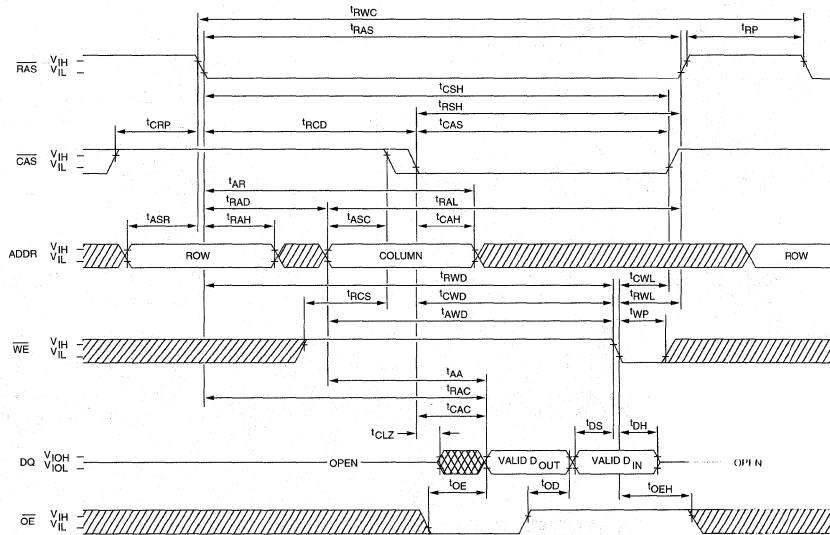 tRWC
tRAS
tRP
RAS VIH
VIL
tCSH
tRSH
tCRP tRCD tCAS
CAS VIH
VIL
tAR
tRAD tRAL
tASR tRAH tASC tCAH
ADDR VIH
VIL
ROW COLUMN ROW
tRWD tCWL
tRCS tCWD tRWL
tAWD tWP
WE VIH
VIL
tAA
tRAC
tCAC
tCLZ tDS tDH
DQ VIOH
VIOL
OPEN VALID DOUT VALID DIN OPEN
tOE tOD tOEH
OE VIH
VIL